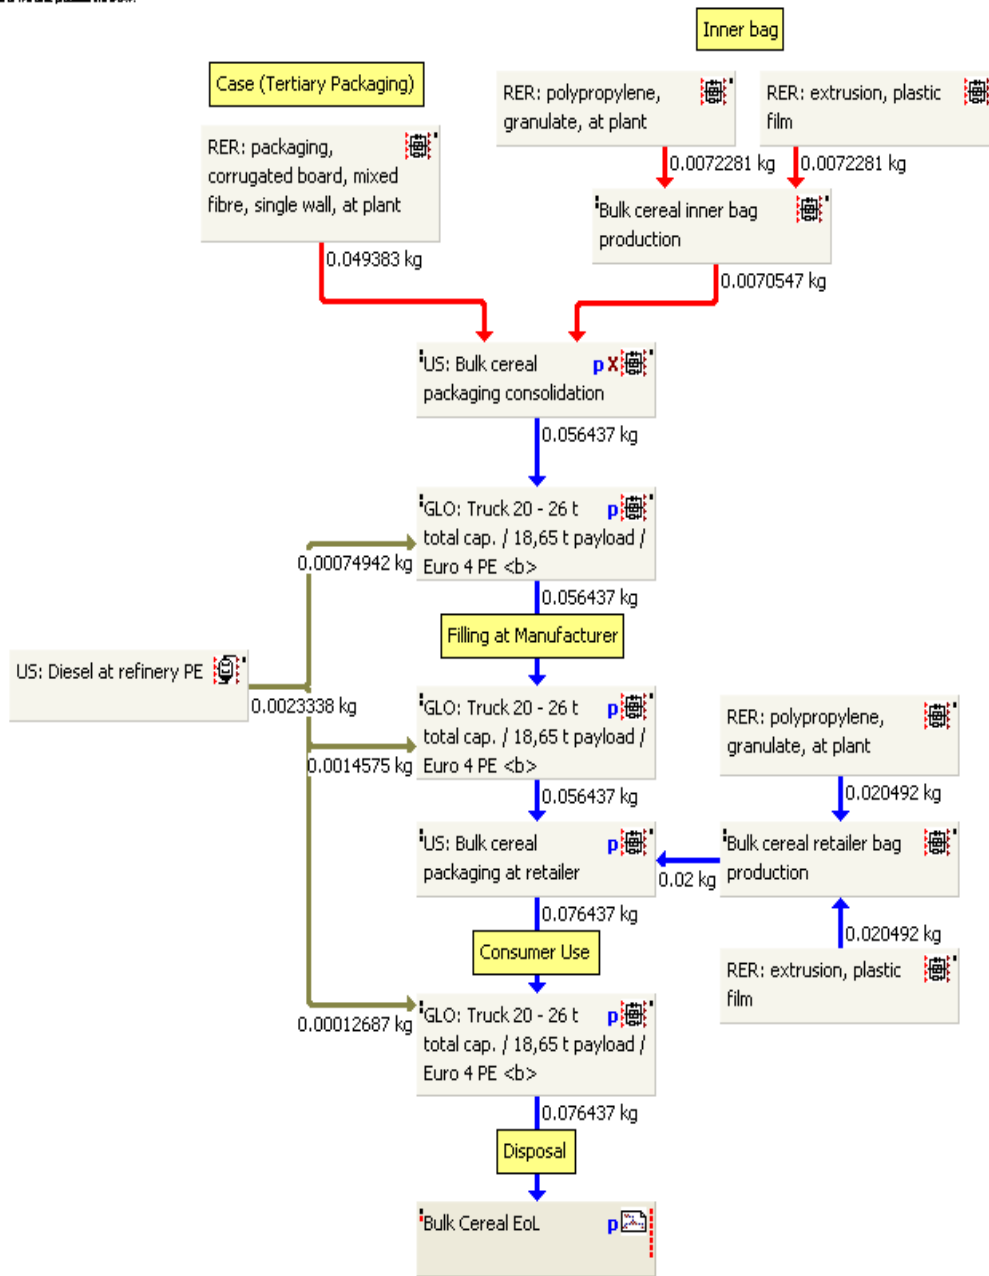 Inner bag
Case (Tertiary Packaging)
RER: polypropylene,
granulate, at plant
RER: extrusion, plastic
film
RER: packaging,
corrugated board, mixed
fibre, single wall, at plant
0.0072281 kg
0.0072281 kg
Bulk cereal inner bag
production
0.049383 kg
0.0070547 kg
US: Bulk cereal
packaging consolidation
p X
0.056437 kg
GLO: Truck 20 - 26 t
total cap. / 18,65 t payload /
Euro 4 PE <b>
p
0.00074942 kg
0.056437 kg
Filling at Manufacturer
US: Diesel at refinery PE
0.0023338 kg
GLO: Truck 20 - 26 t
total cap. / 18,65 t payload /
Euro 4 PE <b>
p
0.0014575 kg
0.056437 kg
RER: polypropylene,
granulate, at plant
0.020492 kg
US: Bulk cereal
packaging at retailer
p
Bulk cereal retailer bag
production
0.02 kg
0.076437 kg
0.020492 kg
Consumer Use
RER: extrusion, plastic
film
GLO: Truck 20 - 26 t
total cap. / 18,65 t payload /
Euro 4 PE <b>
p
0.00012687 kg
0.076437 kg
Disposal
Bulk Cereal EoL
p